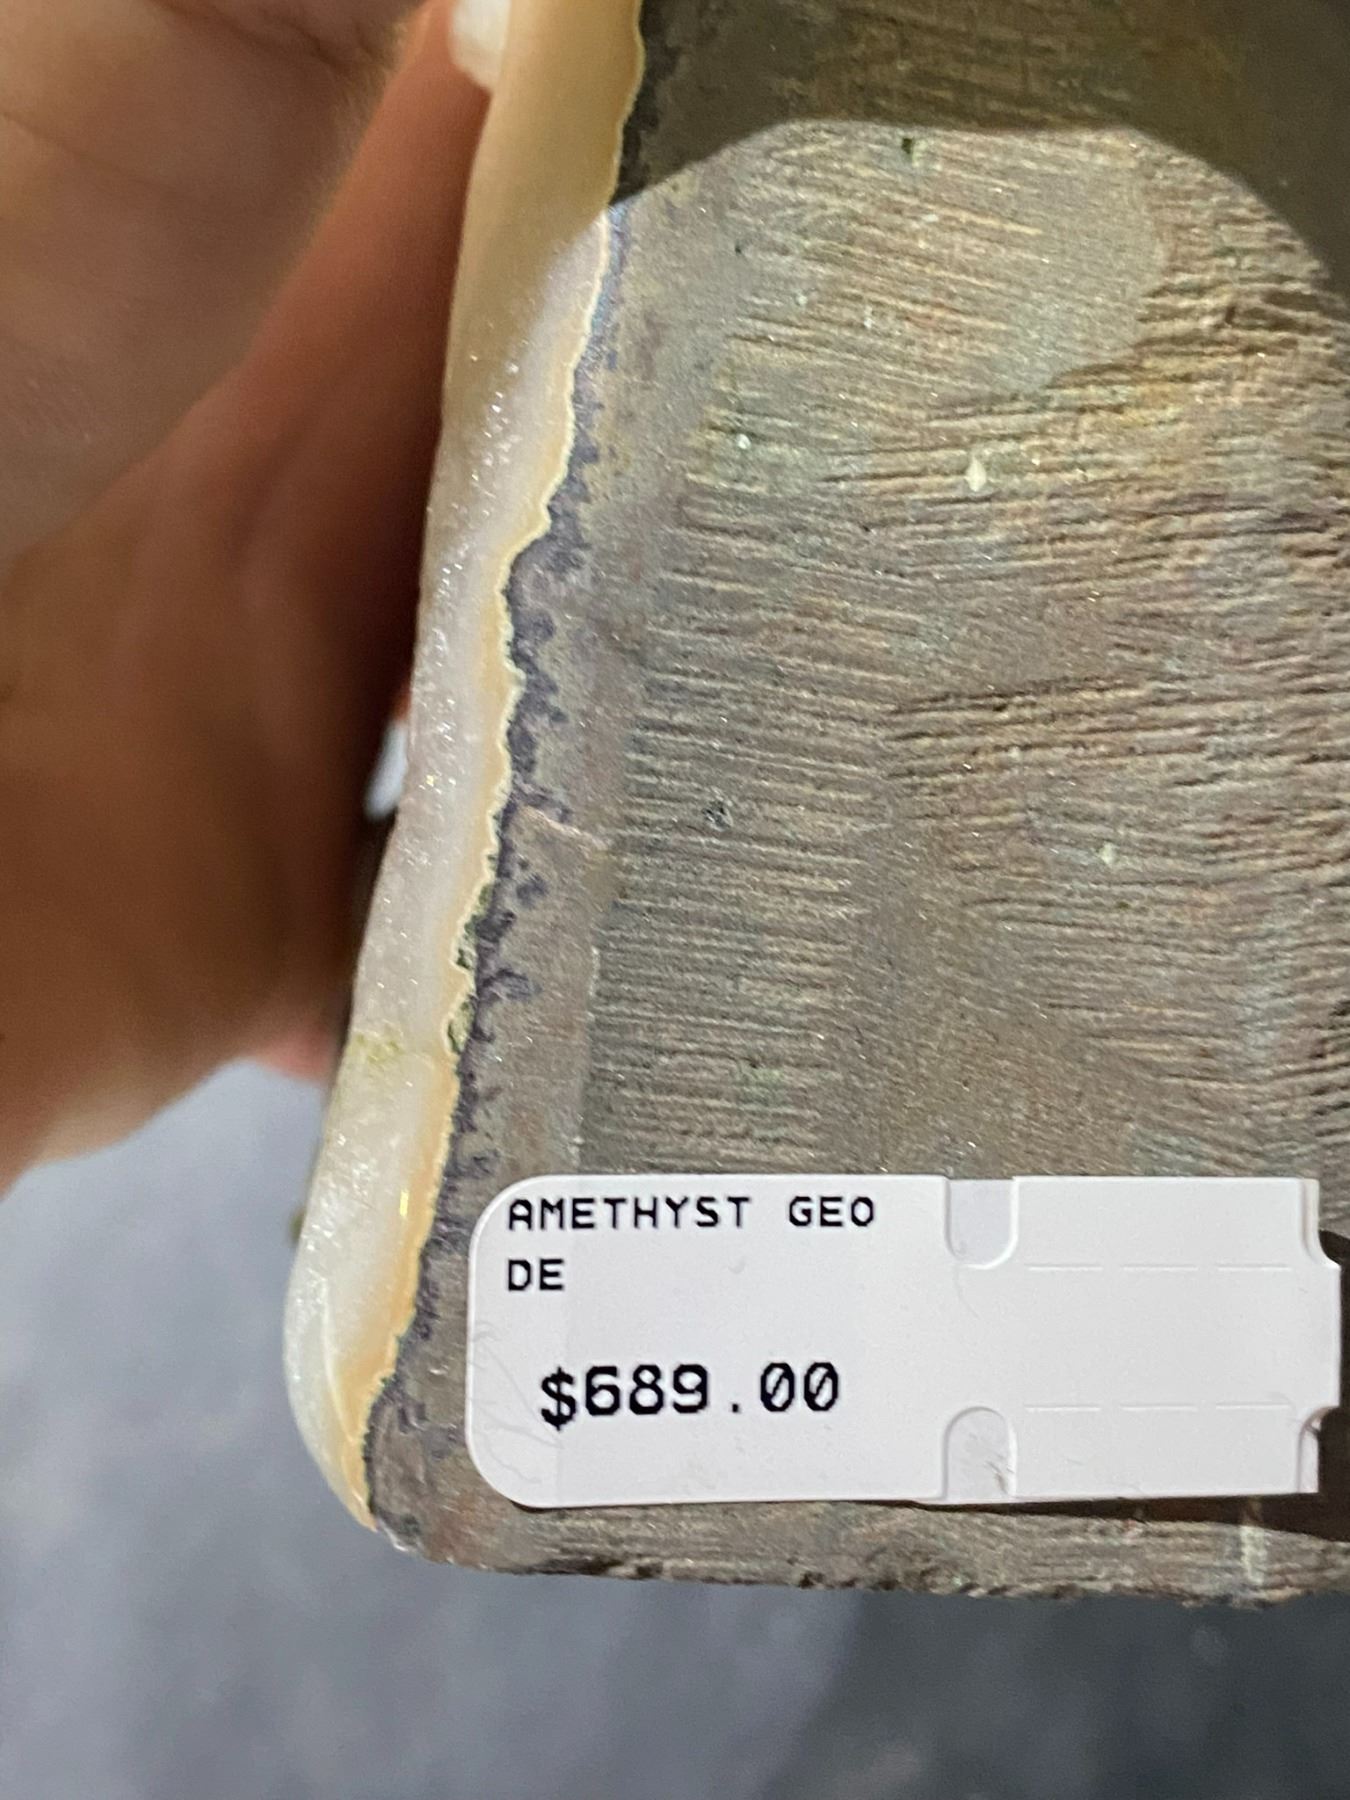 AMETHYST GEO
DE
$689.00